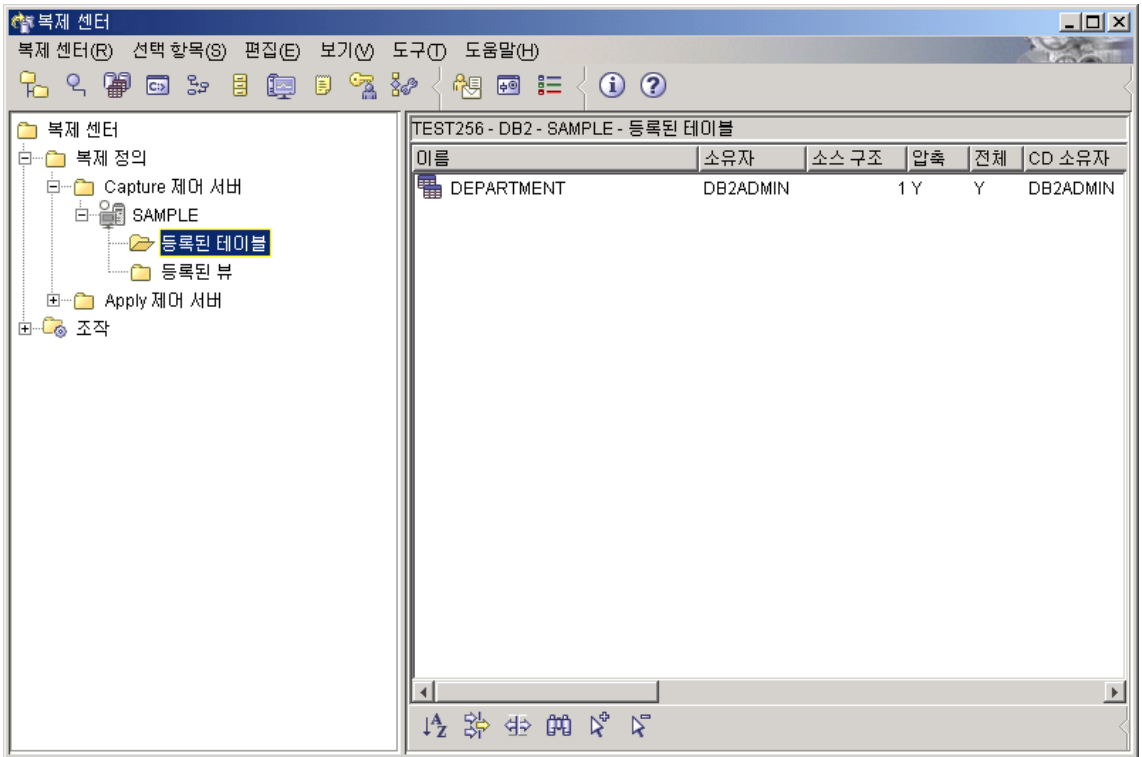 복제 센터
복제 센터(R) 선택 항목(S) 편집(E) 보기(V) 도구(T) 도움말(H)
복제 센터
복제 정의
Capture 제어 서버
SAMPLE
등록된 테이블
등록된 뷰
Apply 제어 서버
조작
TEST256 - DB2 - SAMPLE - 등록된 테이블
이름 소유자 소스 구조 압축 전체 CD 소유자
DEPARTMENT DB2ADMIN 1 Y Y DB2ADMIN